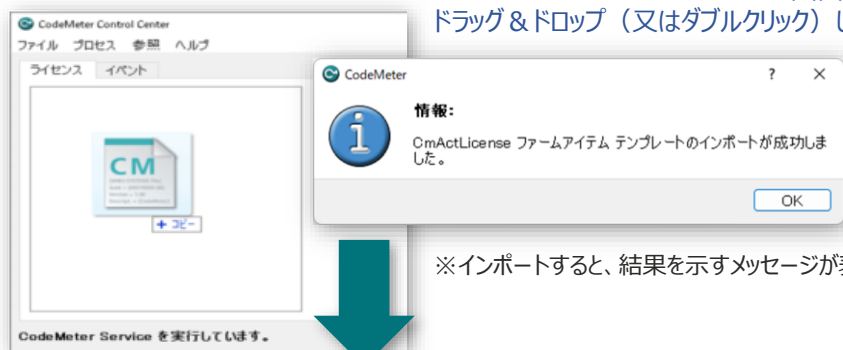 CodeMeter Control Center
ファイル プロセス 参照 ヘルプ
ライセンス イベント
CM
コピー
CodeMeter Service を実行しています。
ドラッグ＆ドロップ（又はダブルクリック）し
CodeMeter
情報:
CmActLicense ファームアイテム テンプレートのインポートが成功しま
した。
OK
※インポートすると、結果を示すメッセージが